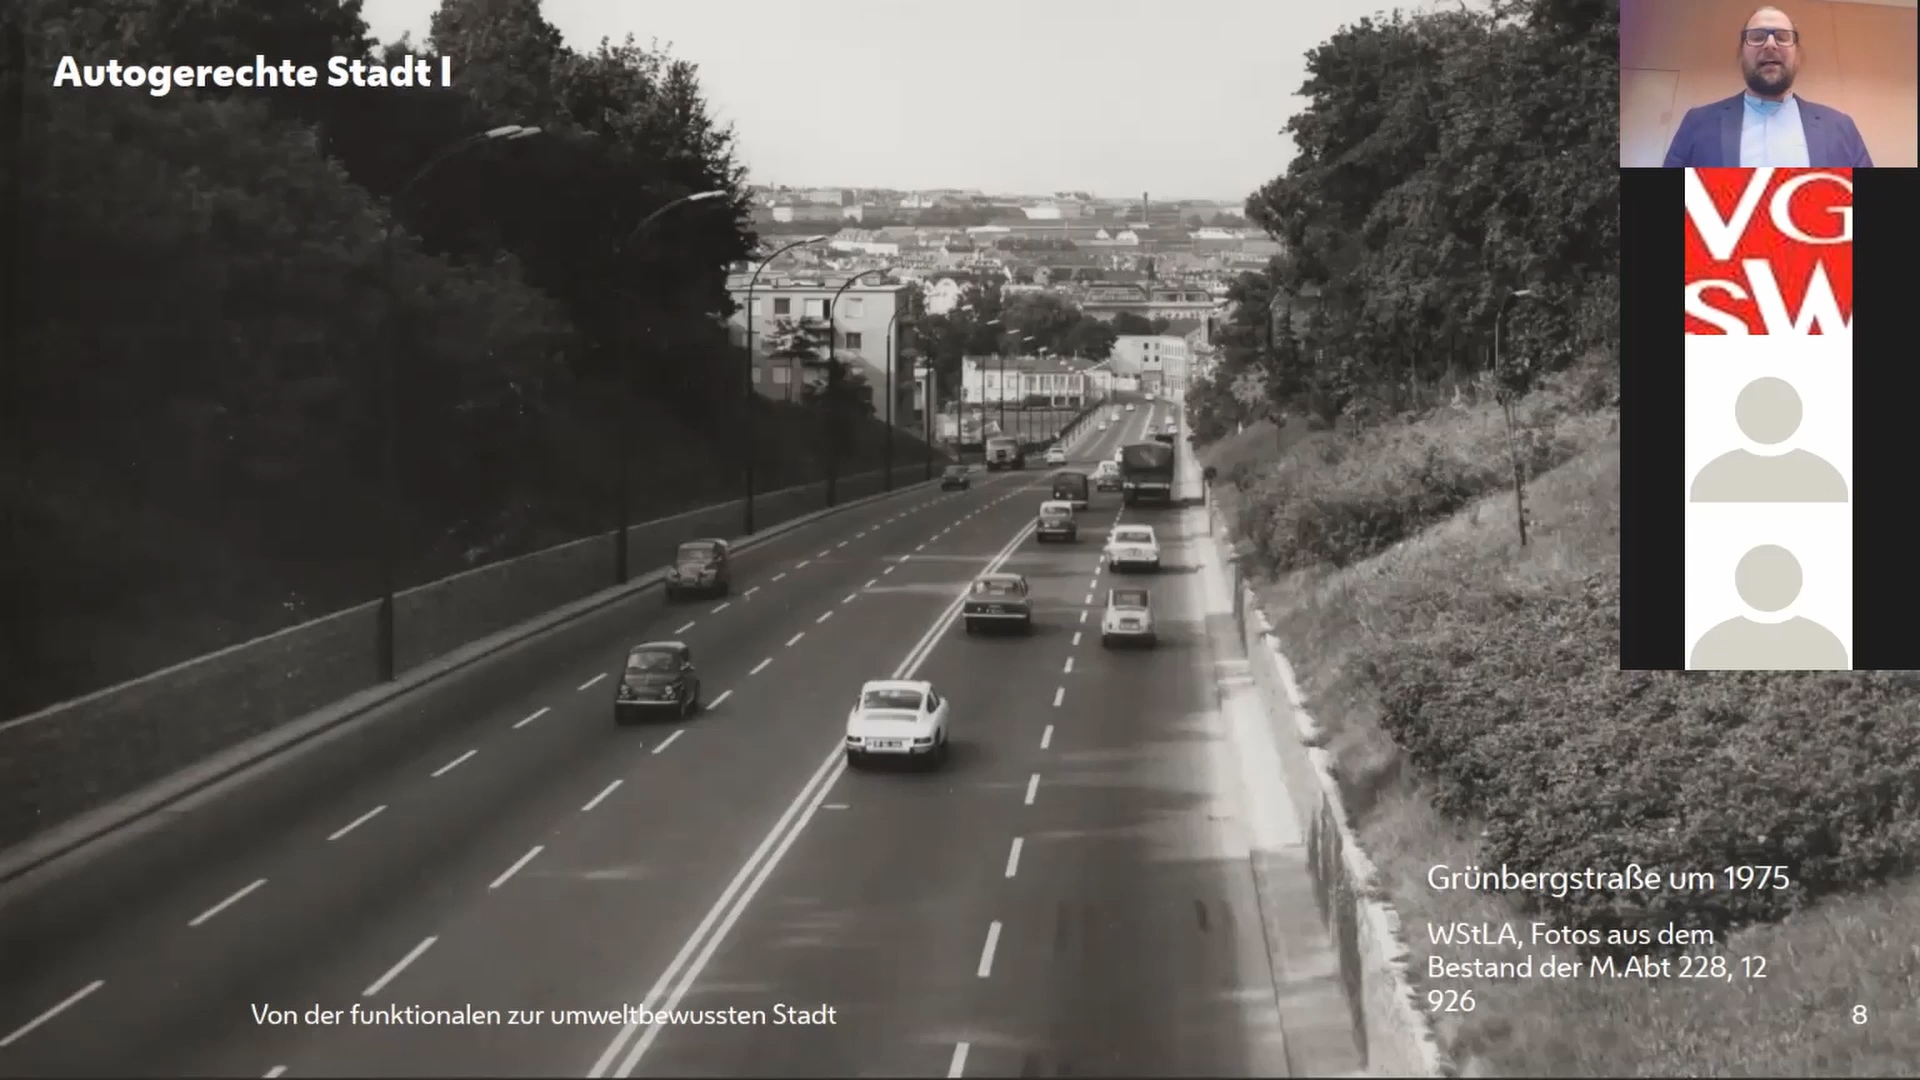 Autogerechte Stadt I
VG
SW
Grünbergstraße um 1975
WStLA, Fotos aus dem
Bestand der M.Abt 228, 12
926
Von der funktionalen zur umweltbewussten Stadt
8